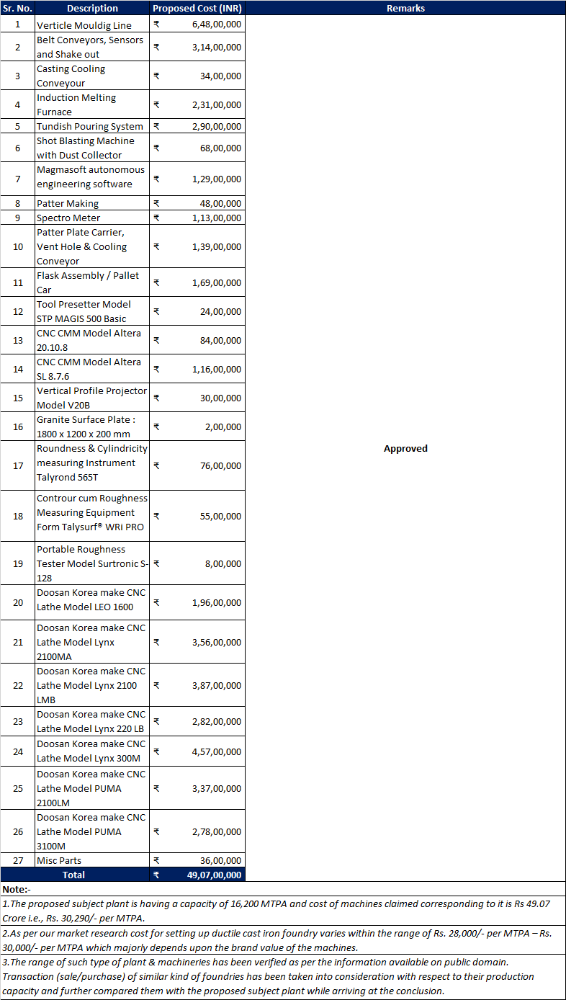 Sr. No. Description Proposed Cost (INR) Remarks
1 Verticle Mouldig Line ₹ 6,48,00,000
2 Belt Conveyors, Sensors
and Shake out ₹ 3,14,00,000
3 Casting Cooling
Conveyour ₹ 34,00,000
4 Induction Melting
Furnace ₹ 2,31,00,000
5 Tundish Pouring System ₹ 2,90,00,000
6 Shot Blasting Machine
with Dust Collector ₹ 68,00,000
7 Magmasoft autonomous
engineering software ₹ 1,29,00,000
8 Patter Making ₹ 48,00,000
9 Spectro Meter ₹ 1,13,00,000
10 Patter Plate Carrier,
Vent Hole & Cooling
Conveyor ₹ 1,39,00,000
11 Flask Assembly / Pallet
Car ₹ 1,69,00,000
12 Tool Presetter Model
STP MAGIS 500 Basic ₹ 24,00,000
13 CNC CMM Model Altera
20.10.8 ₹ 84,00,000
14 CNC CMM Model Altera
SL 8.7.6 ₹ 1,16,00,000
15 Vertical Profile Projector
Model V20B ₹ 30,00,000
16 Granite Surface Plate :
1800 x 1200 x 200 mm ₹ 2,00,000
Approved
17 Roundness & Cylindricity
measuring Instrument
Talyrond 565T ₹ 76,00,000
18 Controur cum Roughness
Measuring Equipment
Form Talysurf® WRi PRO ₹ 55,00,000
19 Portable Roughness
Tester Model Surtronic S-
128 ₹ 8,00,000
20 Doosan Korea make CNC
Lathe Model LEO 1600 ₹ 1,96,00,000
21 Doosan Korea make CNC
Lathe Model Lynx
2100MA ₹ 3,56,00,000
22 Doosan Korea make CNC
Lathe Model Lynx 2100
LMB ₹ 3,87,00,000
23 Doosan Korea make CNC
Lathe Model Lynx 220 LB ₹ 2,82,00,000
24 Doosan Korea make CNC
Lathe Model Lynx 300M ₹ 4,57,00,000
25 Doosan Korea make CNC
Lathe Model PUMA
2100LM ₹ 3,37,00,000
26 Doosan Korea make CNC
Lathe Model PUMA
3100M ₹ 2,78,00,000
27 Misc Parts ₹ 36,00,000
Total ₹ 49,07,00,000
Note:-
1.The proposed subject plant is having a capacity of 16,200 MTPA and cost of machines claimed corresponding to it is Rs 49.07
Crore i.e., Rs. 30,290/- per MTPA.
2.As per our market research cost for setting up ductile cast iron foundry varies within the range of Rs. 28,000/- per MTPA – Rs.
30,000/- per MTPA which majorly depends upon the brand value of the machines.
3.The range of such type of plant & machineries has been verified as per the information available on public domain.
Transaction (sale/purchase) of similar kind of foundries has been taken into consideration with respect to their production
capacity and further compared them with the proposed subject plant while arriving at the conclusion.